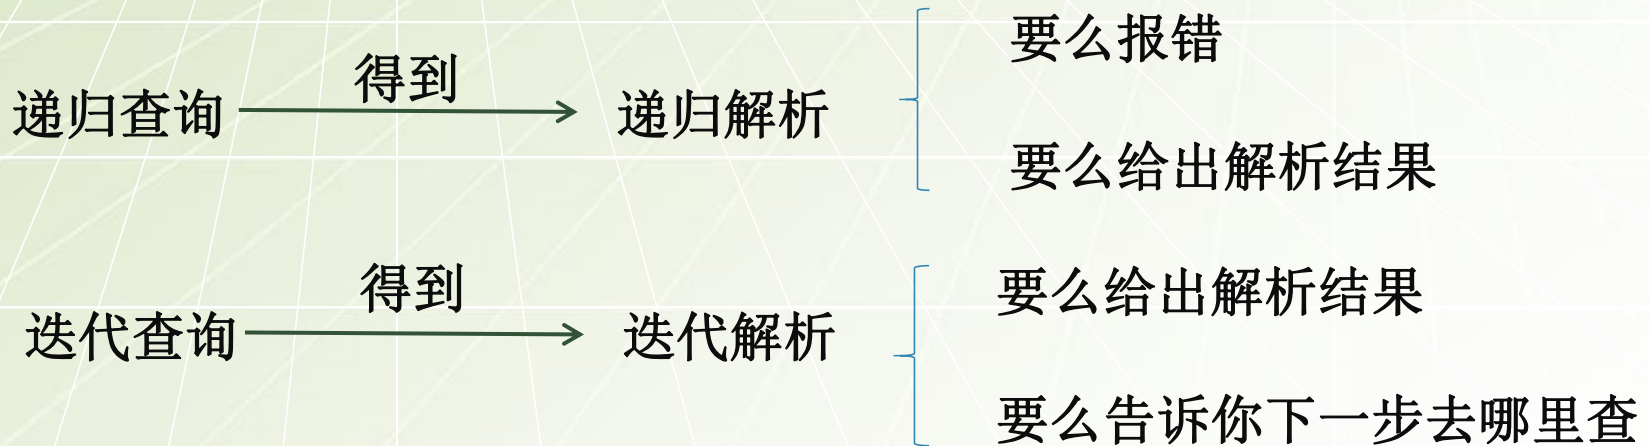 递归查询
得到
递归解析
要么报错
要么给出解析结果
迭代查询
得到
迭代解析
要么给出解析结果
要么告诉你下一步去哪里查